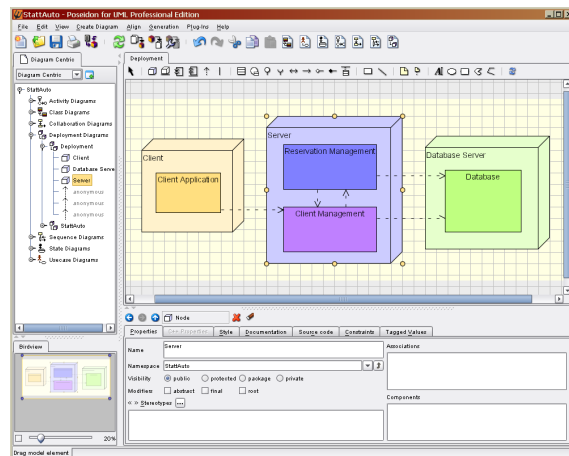 StattAuto - Poseidon for UML Professional Edition
File Edit View Create Diagram Align Generation Plug-ins Help
Diagram Centric
Deployment
Diagram Centric
StattAuto
Activity Diagrams
Class Diagrams
Collaboration Diagrams
Deployment Diagrams
Deployment
Client
Database Serve
Server
anonymous
anonymous
anonymous
StattAuto
Sequence Diagrams
State Diagrams
Usecase Diagrams
Client
Client Application
Server
Reservation Management
Client Management
Database Server
Database
Node
Properties C++ Properties Style Documentation Source code Constraints Tagged Values
Name Server
Namespace StattAuto
Visibility public protected package private
Modifiers abstract final root
« » Stereotypes ...
Associations
Components
Birdview
20%
Drag model element